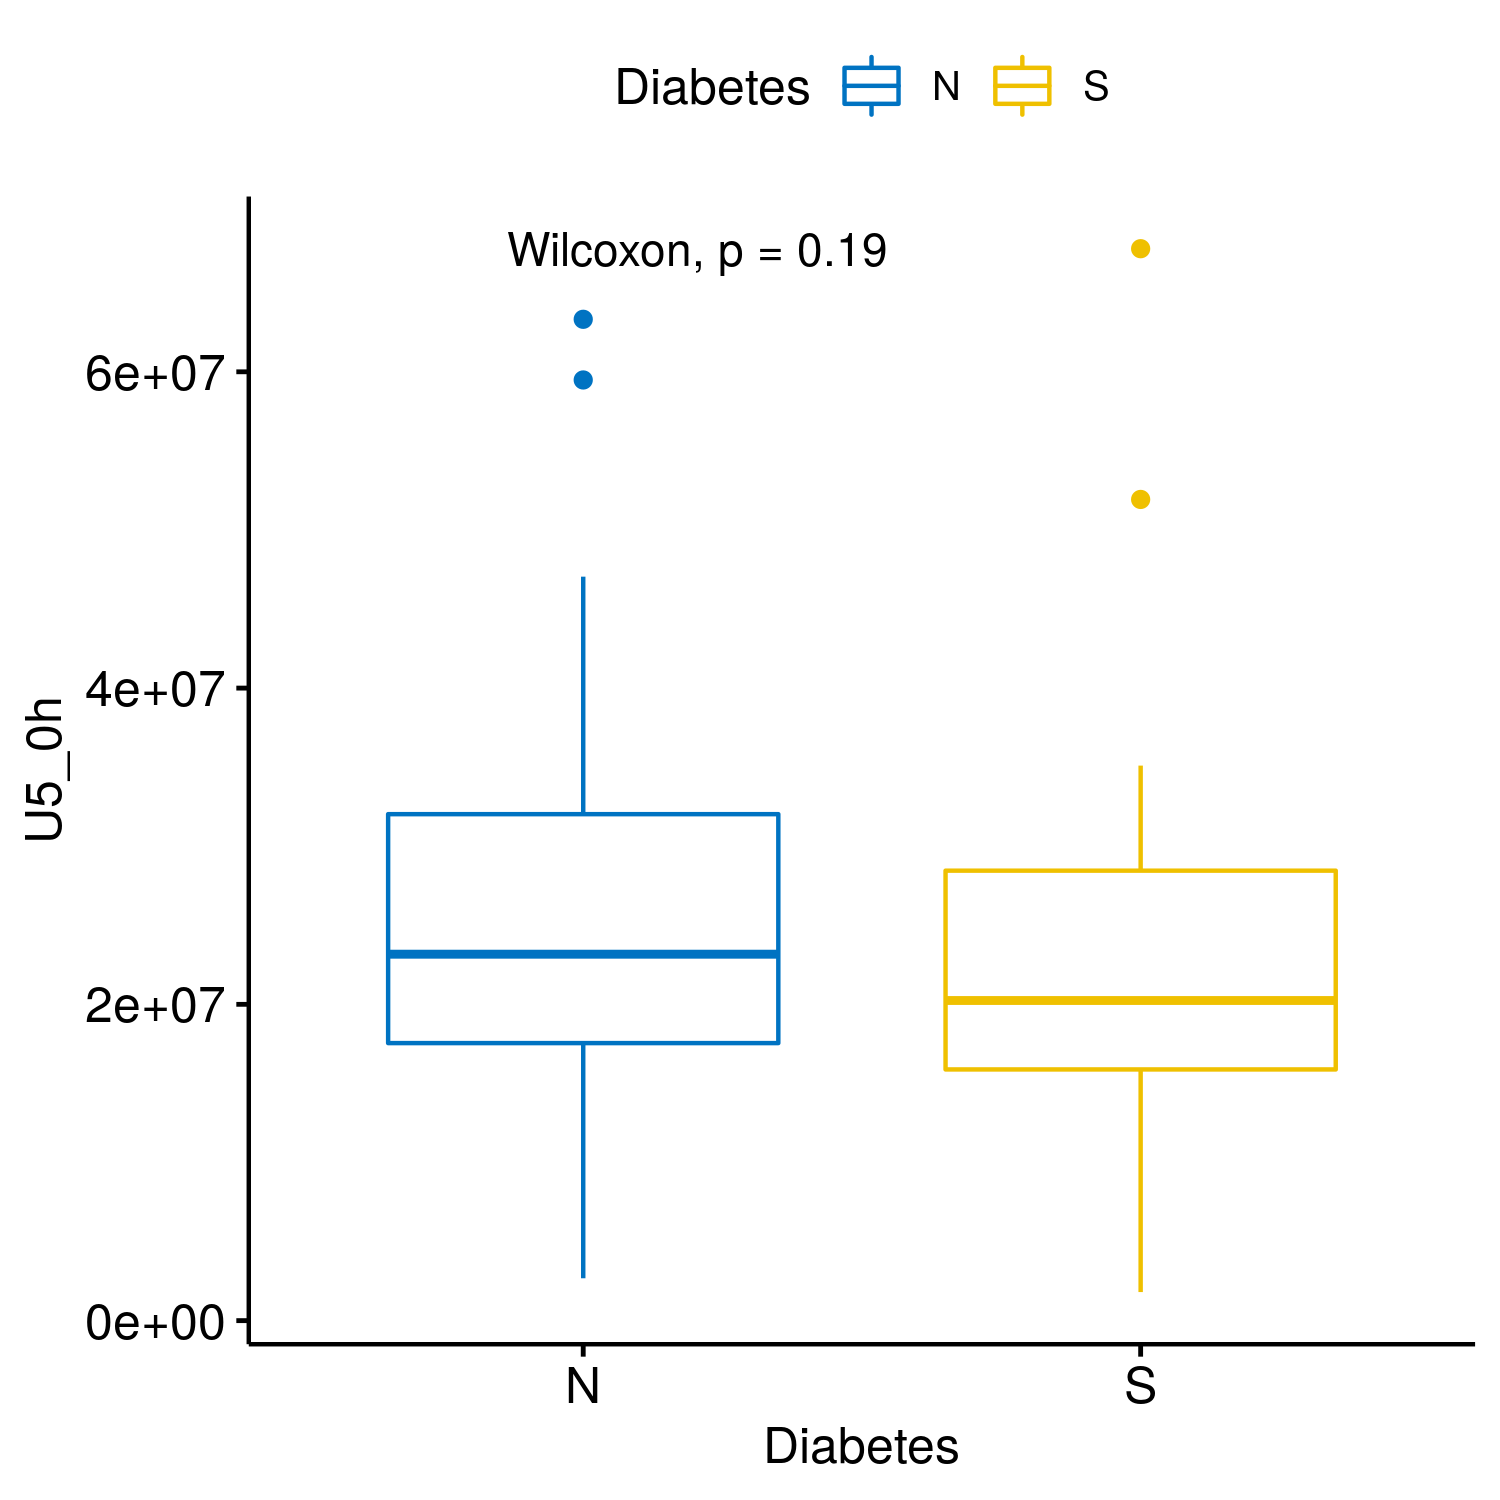 Diabetes N S
Wilcoxon, p = 0.19
6e+07
4e+07
2e+07
0e+00
U5_0h
N S
Diabetes